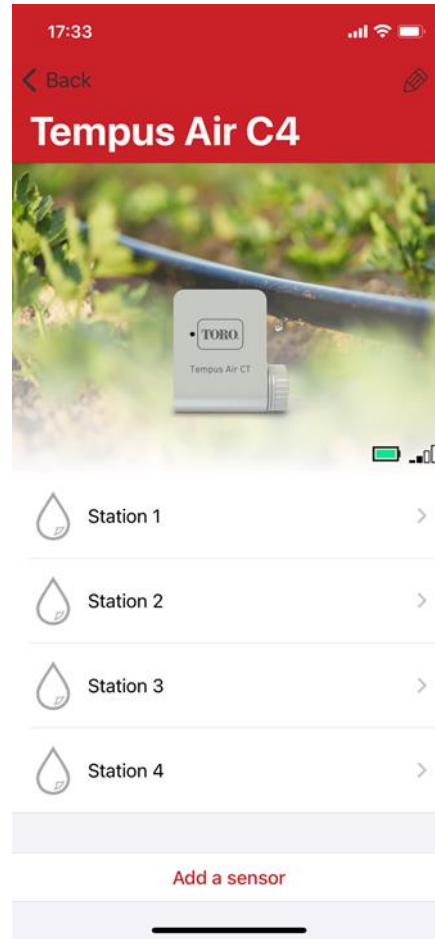 17:33
Back
Tempus Air C4
TORO
Tempus Air CT
Station 1
Station 2
Station 3
Station 4
Add a sensor